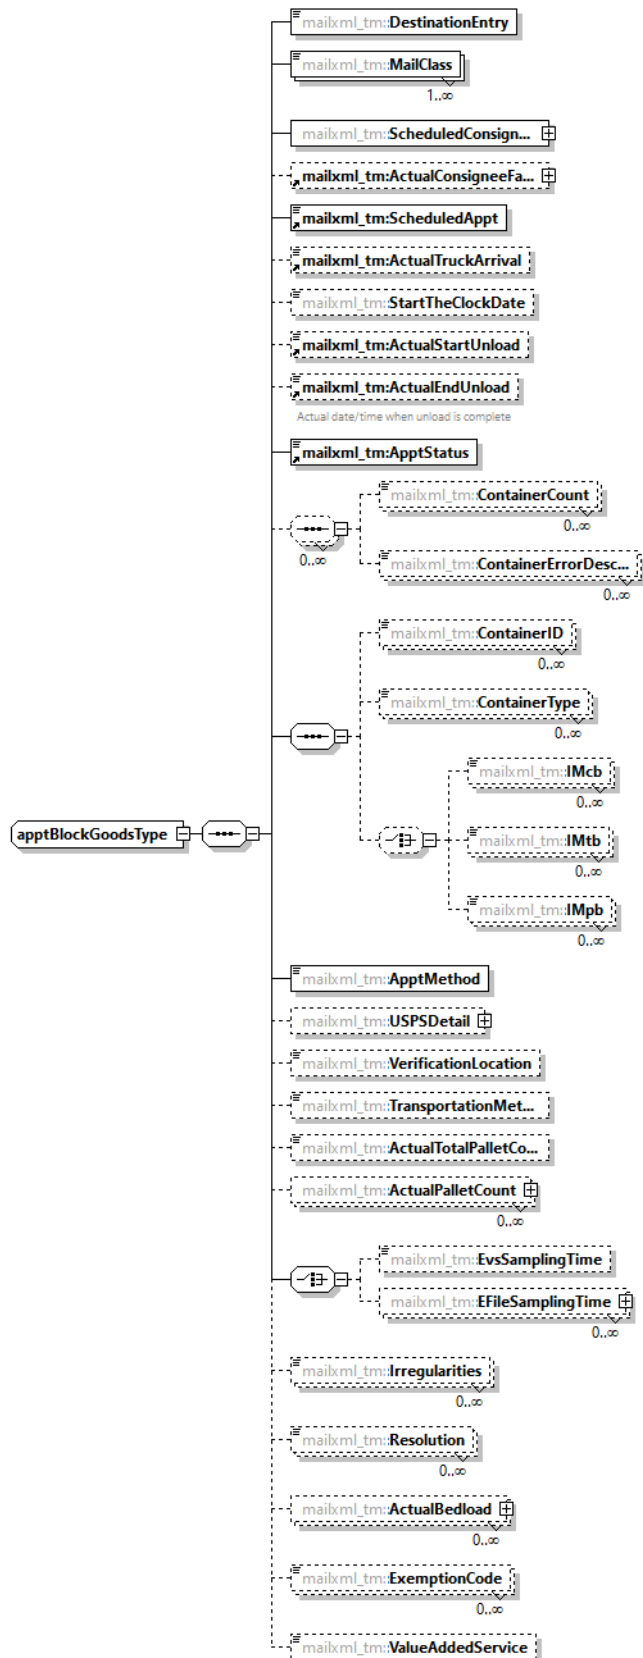 mailxml_tm::DestinationEntry
mailxml_tm::MailClass
1..∞
mailxml_tm::ScheduledConsign...
mailxml_tm:ActualConsigneeFa...
mailxml_tm:ScheduledAppt
mailxml_tm:ActualTruckArrival
mailxml_tm::StartTheClockDate
mailxml_tm:ActualStartUnload
mailxml_tm:ActualEndUnload
Actual date/time when unload is complete
mailxml_tm:ApptStatus
mailxml_tm::ContainerCount
0..∞
0..∞
mailxml_tm::ContainerErrorDesc...
0..∞
mailxml_tm::ContainerID
0..∞
mailxml_tm::ContainerType
0..∞
mailxml_tm::IMcb
0..∞
apptBlockGoodsType
mailxml_tm::IMtb
0..∞
mailxml_tm::IMpb
0..∞
mailxml_tm::ApptMethod
mailxml_tm::USPSDetail
mailxml_tm::VerificationLocation
mailxml_tm::TransportationMet...
mailxml_tm::ActualTotalPalletCo...
mailxml_tm::ActualPalletCount
0..∞
mailxml_tm::EvsSamplingTime
mailxml_tm::EFileSamplingTime
0..∞
mailxml_tm::Irregularities
0..∞
mailxml_tm::Resolution
0..∞
mailxml_tm::ActualBedload
0..∞
mailxml_tm::ExemptionCode
0..∞
mailxml_tm::ValueAddedService